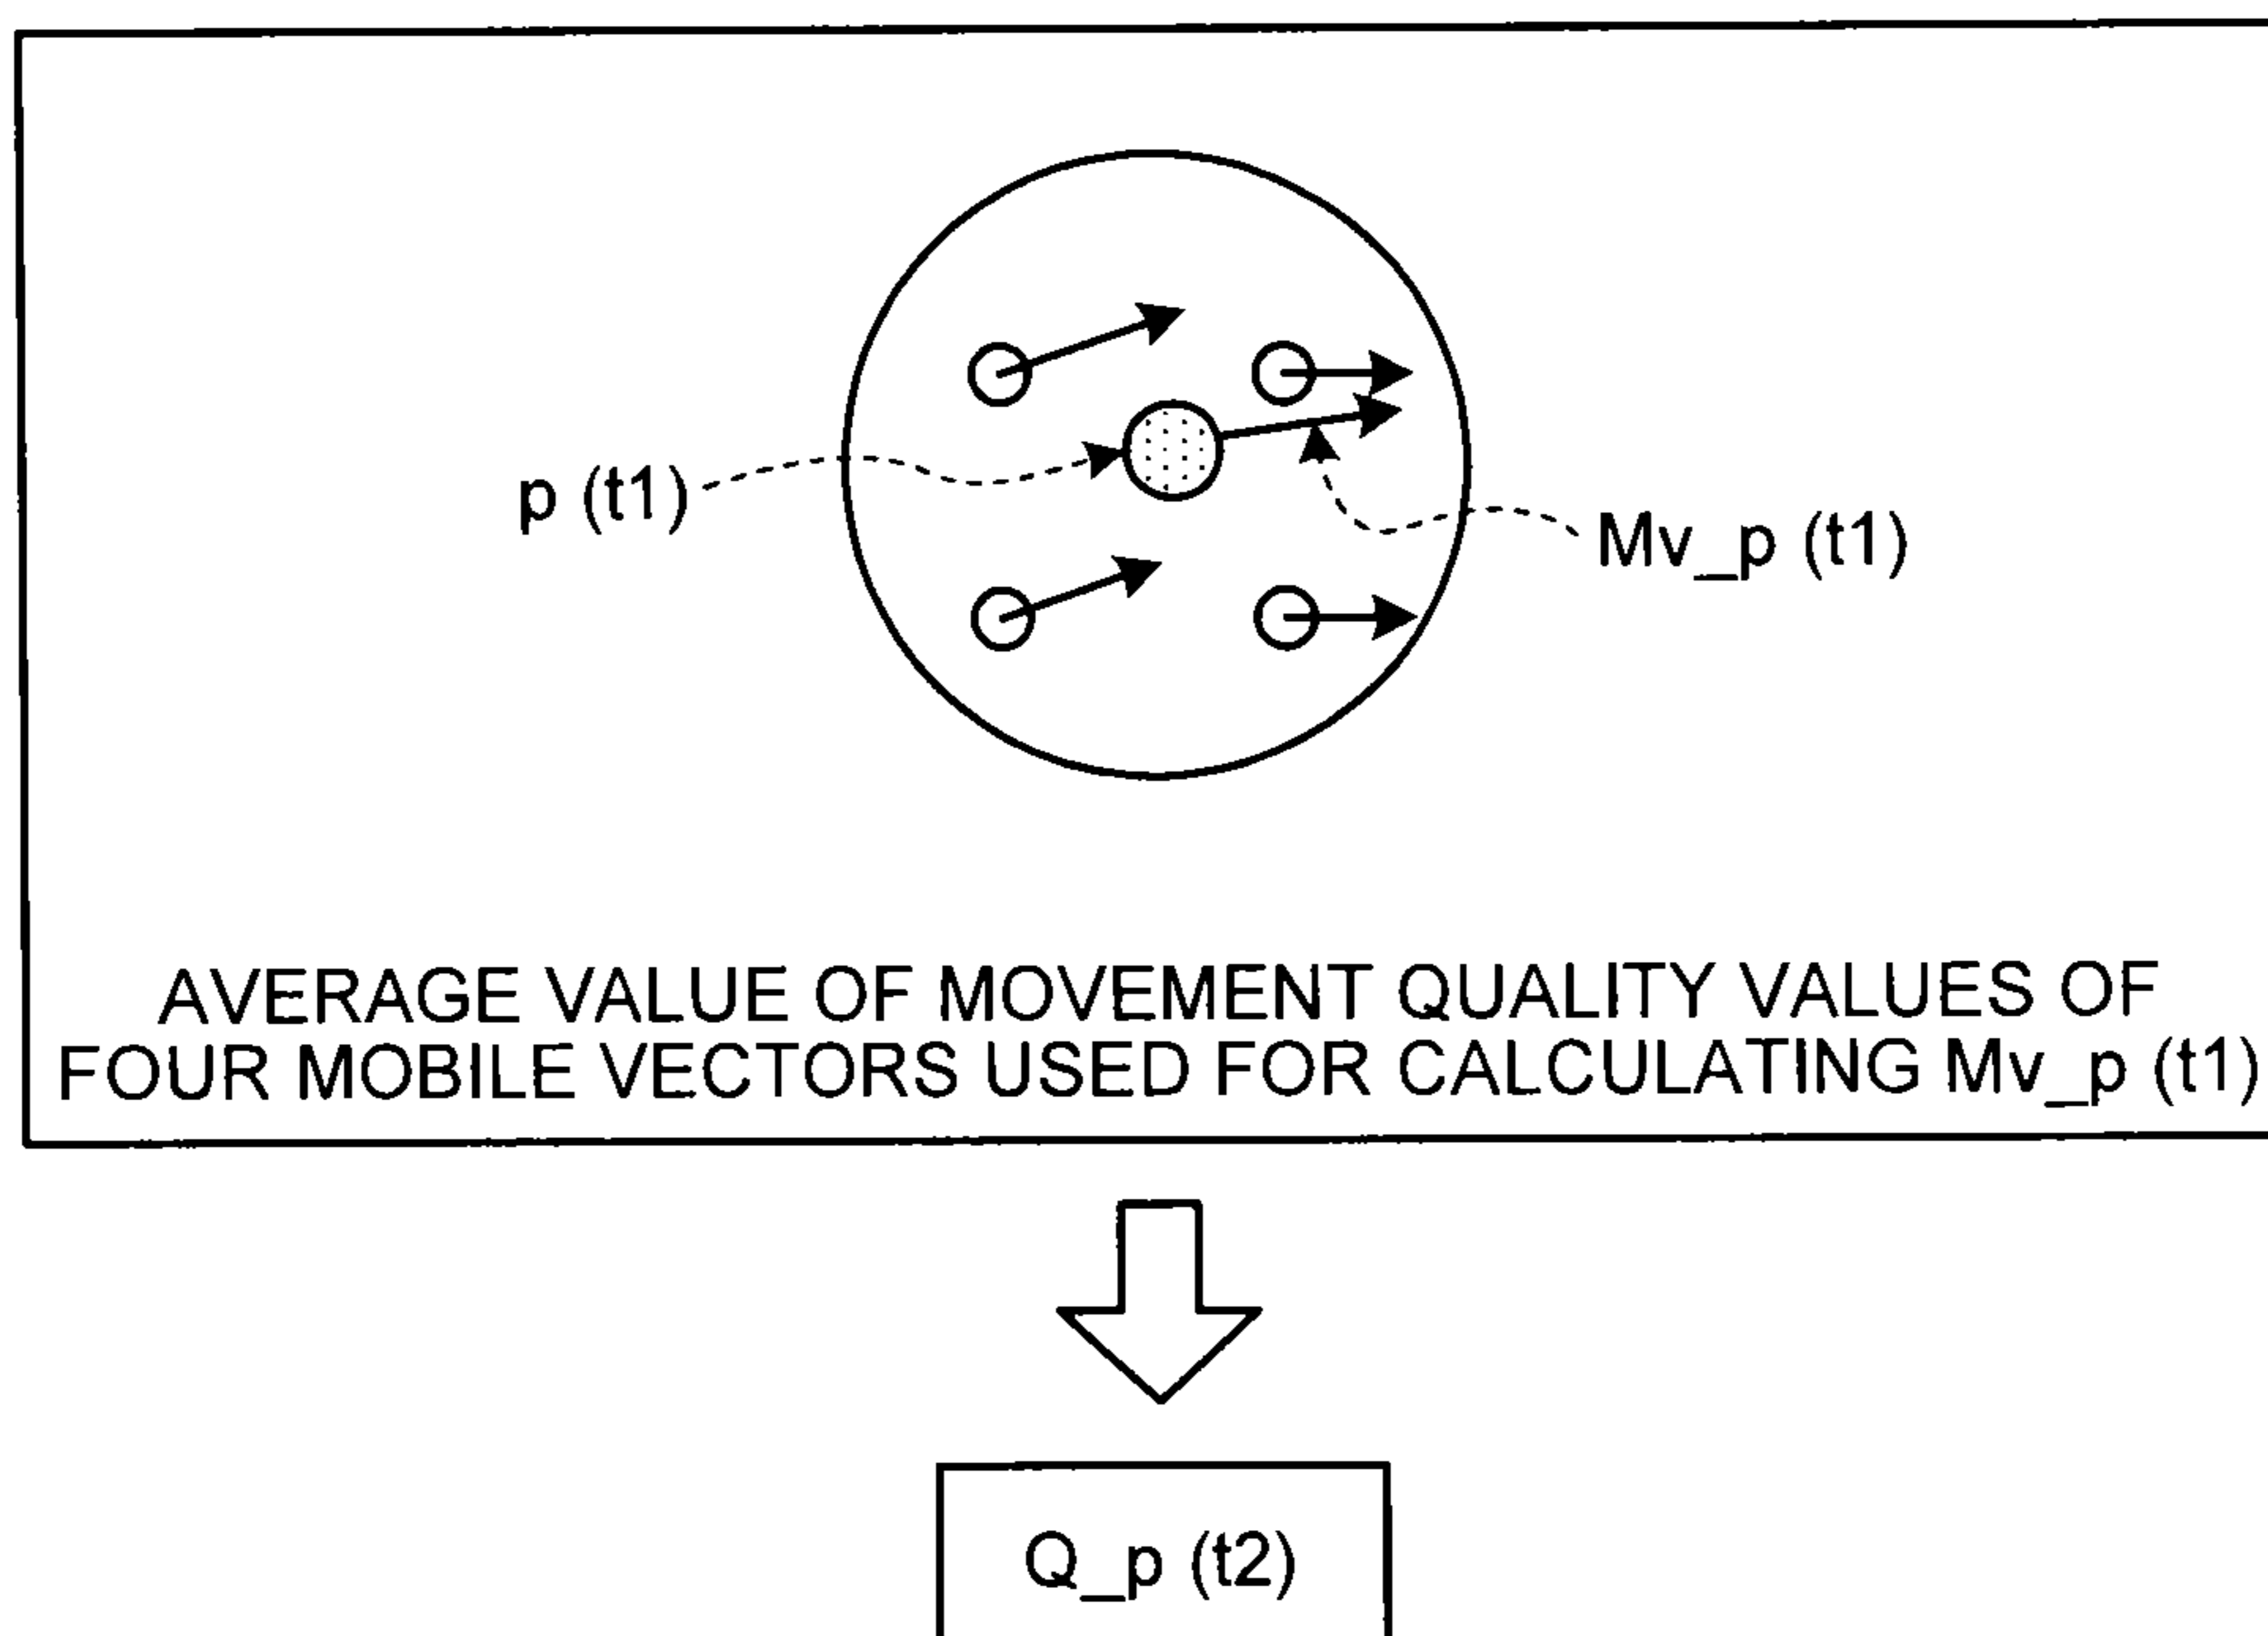 p (t1)
Mv_p (t1)
AVERAGE VALUE OF MOVEMENT QUALITY VALUES OF
FOUR MOBILE VECTORS USED FOR CALCULATING Mv_p (t1)
Q_p (t2)